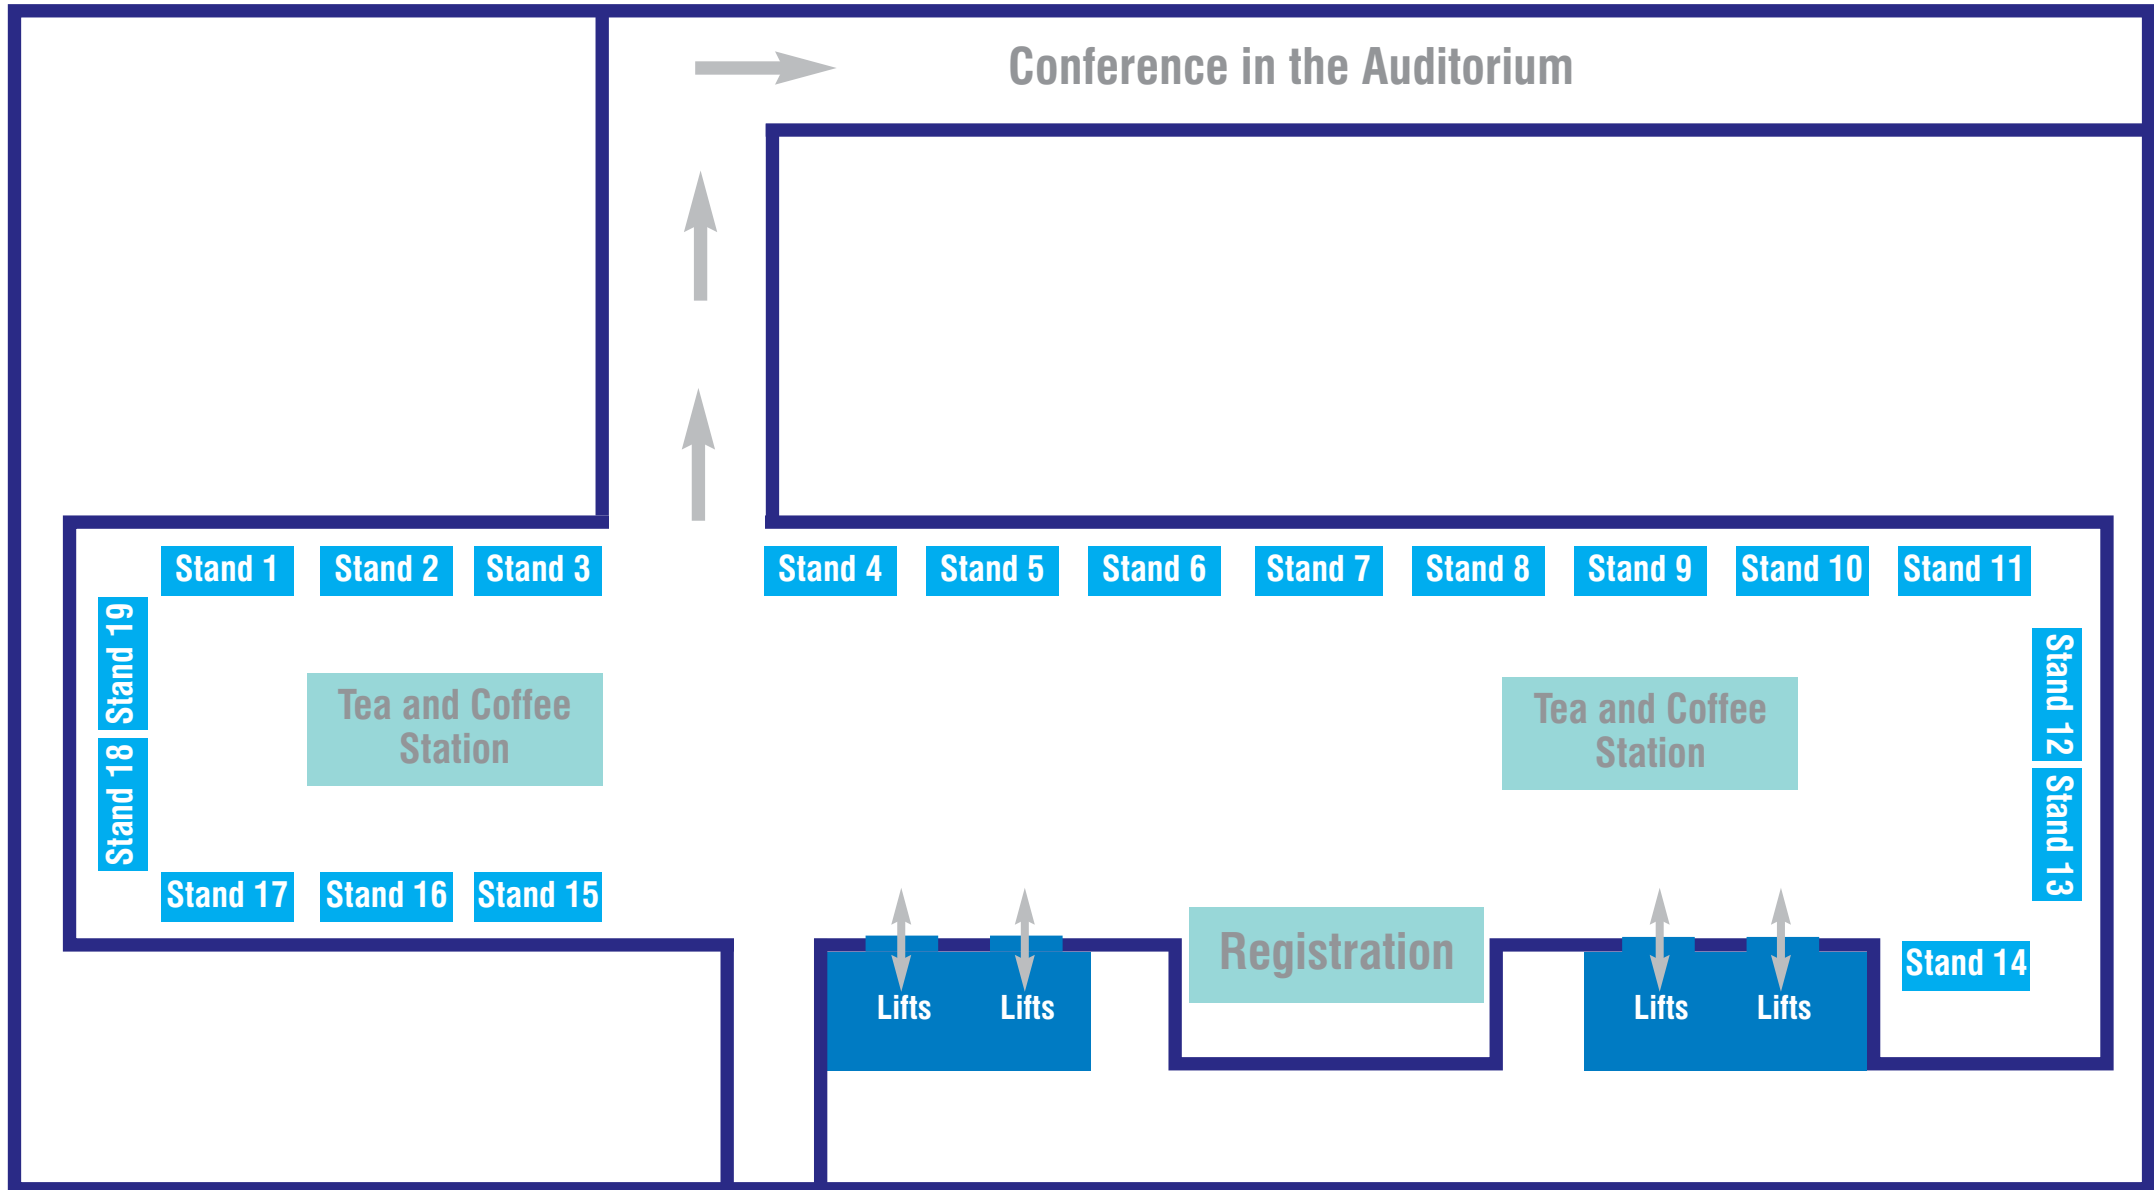 Conference in the Auditorium
Stand 1
Stand 2
Stand 3
Stand 4
Stand 5
Stand 6
Stand 7
Stand 8
Stand 9
Stand 10
Stand 11
Stand 19
Stand 18
Tea and Coffee
Station
Tea and Coffee
Station
Stand 12
Stand 13
Stand 17
Stand 16
Stand 15
Registration
Stand 14
Lifts
Lifts
Lifts
Lifts